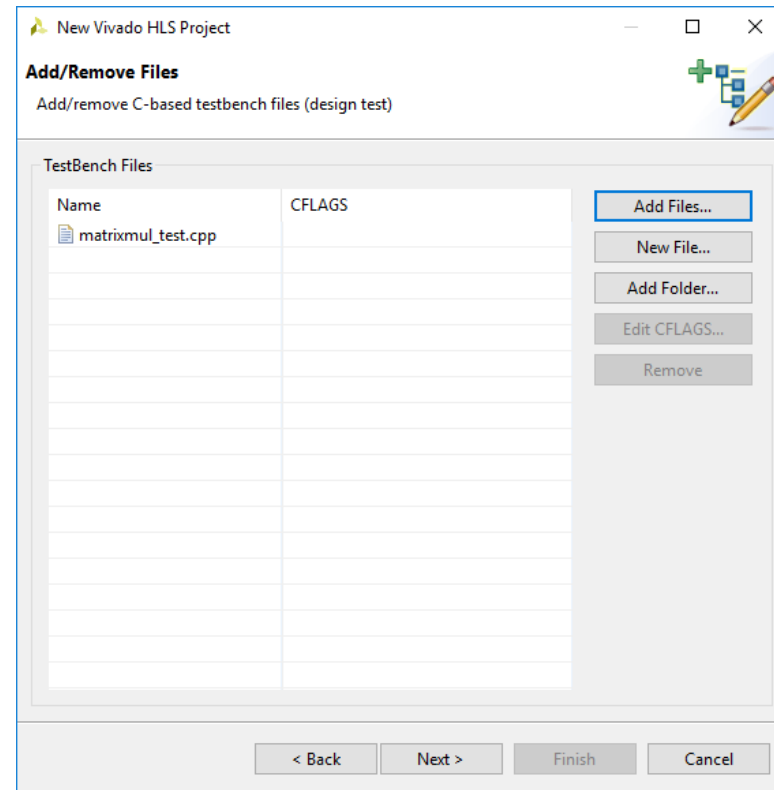 New Vivado HLS Project
Add/Remove Files
Add/remove C-based testbench files (design test)
TestBench Files
Name CFLAGS
matrixmul_test.cpp
Add Files...
New File...
Add Folder...
Edit CFLAGS...
Remove
< Back Next > Finish Cancel